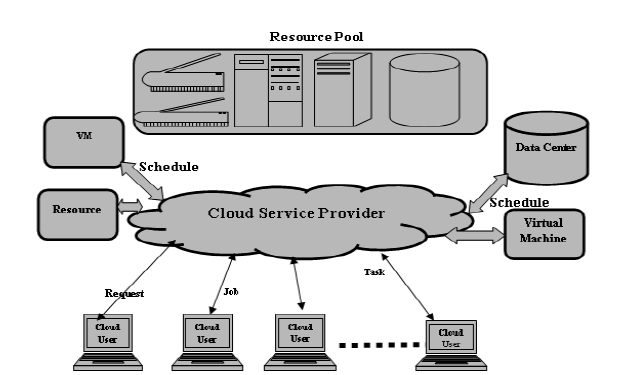 Resource Pool
VM
Data Center
Schedule
Resource
Cloud Service Provider
Schedule
Virtual
Machine
Request
Job
Task
Cloud
User
Cloud
User
Cloud
User
Cloud
User